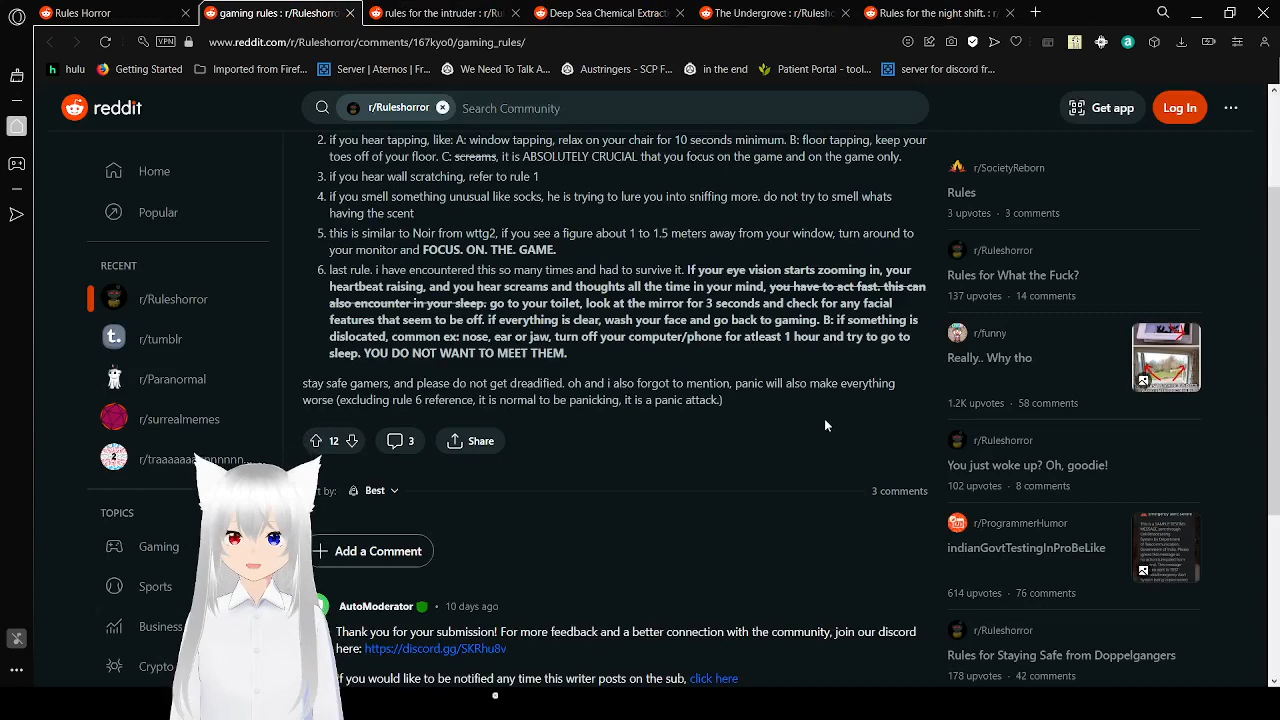 Rules Horror
gaming rules : r/Ruleshorro
rules for the intruder : r/Ru
Deep Sea Chemical Extracti
The Undergrove : r/Rulesho
Rules for the night shift. : r
VPN
www.reddit.com/r/Ruleshorror/comments/167kyo0/gaming_rules/
hulu
Getting Started
Imported from Firef...
Server | Aternos | Fr...
We Used To Talk A...
Austringers - SCP F...
in the end
Patient Portal - tool...
server for discord fr...
reddit
r/Ruleshorror
Search Community
Get app
Log In
2. if you hear tapping, like: A: window tapping, relax on your chair for 10 seconds minimum. B: floor tapping, keep your
toes off of your floor. C: screams, it is ABSOLUTELY CRUCIAL that you focus on the game and on the game only.
3. if you hear wall scratching, refer to rule 1
4. if you smell something unusual like socks, he is trying to lure you into sniffing more. do not try to smell whats
having the scent
5. this is similar to Noir from wttg2, if you see a figure about 1 to 1.5 meters away from your window, turn around to
your monitor and FOCUS. ON. THE. GAME.
6. last rule. i have encountered this so many times and had to survive it. If your eye vision starts zooming in, your
heartbeat raising, and you hear screams and thoughts all the time in your mind, you have to act fast. this can
also encounter in your sleep. go to your toilet, look at the mirror for 3 seconds and check for any facial
features that seem to be off. if everything is clear, wash your face and go back to gaming. B: if something is
dislocated, common ex nose, ear or jaw, turn off your computer/phone for atleast 1 hour and try to go to
sleep. YOU DO NOT WANT TO MEET THEM.
stay safe gamers, and please do not get dreadified. oh and i also forgot to mention, panic will also make everything
worse (excluding rule 6 reference. it is normal to be panicking, it is a panic attack.)
12
3
Share
Best
3 comments
Add a Comment
AutoModerator
• 10 days ago
Thank you for your submission! For more feedback and a better connection with the community, join our discord
here: https://discord.gg/SKRhu8v
If you would like to be notified any time this writer posts on the sub, click here
Home
Popular
RECENT
r/Ruleshorror
r/tumblr
r/Paranormal
r/surrealmemes
TOPICS
Gaming
Sports
Business
Crypto
r/SocietyReborn
Rules
3 upvotes · 3 comments
r/Ruleshorror
Rules for What the Fuck?
137 upvotes · 14 comments
r/funny
Really.. Why tho
1.2K upvotes · 58 comments
r/Ruleshorror
You just woke up? Oh, goodie!
102 upvotes · 8 comments
r/ProgrammerHumor
indianGovtTestingInProBeLike
614 upvotes · 76 comments
r/Ruleshorror
Rules for Staying Safe from Doppelgangers
178 upvotes · 42 comments